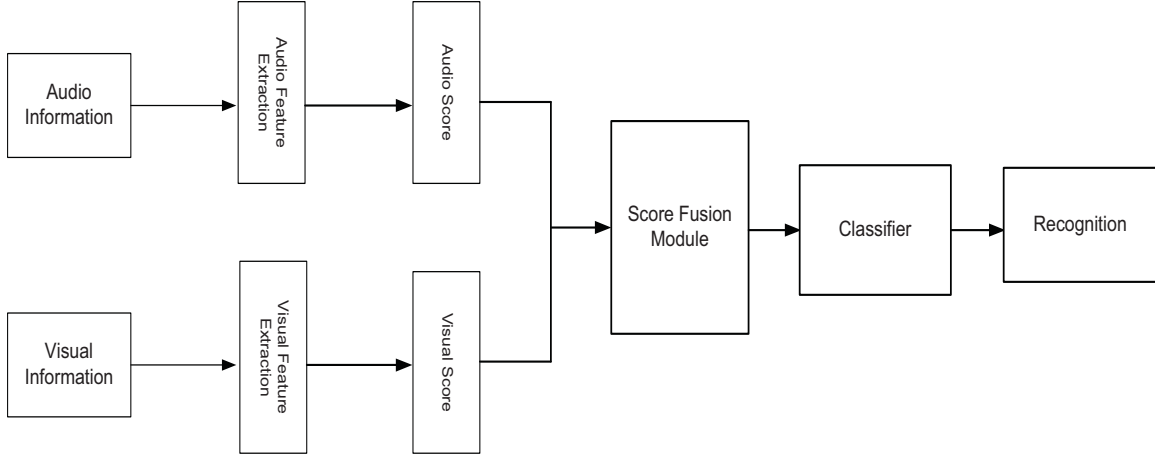 Audio
Information
Audio Feature
Extraction
Audio Score
Visual
Information
Visual Feature
Extraction
Visual Score
Score Fusion
Module
Classifier
Recognition